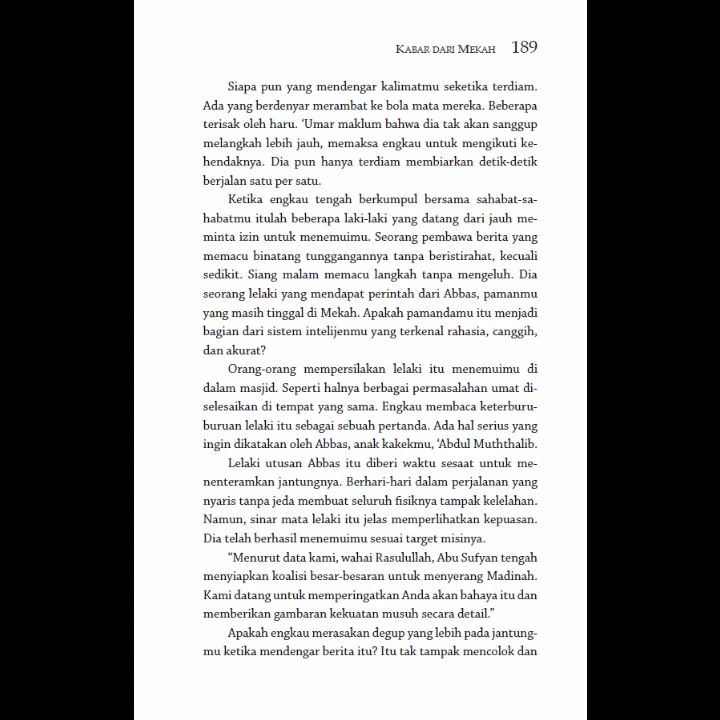 KABAR DARI MEKAH 189
Siapa pun yang mendengar kalimatmu seketika terdiam.
Ada yang berdenyar merambat ke bola mata mereka. Beberapa
terisak oleh haru. ‘Umar maklum bahwa dia tak akan sanggup
melangkah lebih jauh, memaksa engkau untuk mengikuti ke-
hendaknya. Dia pun hanya terdiam membiarkan detik-detik
berjalan satu per satu.
Ketika engkau tengah berkumpul bersama sahabat-sa-
habatmu itulah beberapa laki-laki yang datang dari jauh me-
minta izin untuk menemuimu. Seorang pembawa berita yang
memacu binatang tunggangannya tanpa beristirahat, kecuali
sedikit. Siang malam memacu langkah tanpa mengeluh. Dia
seorang lelaki yang mendapat perintah dari Abbas, pamanmu
yang masih tinggal di Mekah. Apakah pamandamu itu menjadi
bagian dari sistem intelijenmu yang terkenal rahasia, canggih,
dan akurat?
Orang-orang mempersilakan lelaki itu menemuimu di
dalam masjid. Seperti halnya berbagai permasalahan umat di-
selesaikan di tempat yang sama. Engkau membaca keterburu-
buruan lelaki itu sebagai sebuah pertanda. Ada hal serius yang
ingin dikatakan oleh Abbas, anak kakekmu, ‘Abdul Muththalib.
Lelaki utusan Abbas itu diberi waktu sesaat untuk me-
nenteramkan jantungnya. Berhari-hari dalam perjalanan yang
nyaris tanpa jeda membuat seluruh fisiknya tampak kelelahan.
Namun, sinar mata lelaki itu jelas memperlihatkan kepuasan.
Dia telah berhasil menemuimu sesuai target misinya.
“Menurut data kami, wahai Rasulullah, Abu Sufyan tengah
menyiapkan koalisi besar-besaran untuk menyerang Madinah.
Kami datang untuk memperingatkan Anda akan bahaya itu dan
memberikan gambaran kekuatan musuh secara detail.”
Apakah engkau merasakan degup yang lebih pada jantung-
mu ketika mendengar berita itu? Itu tak tampak mencolok dan